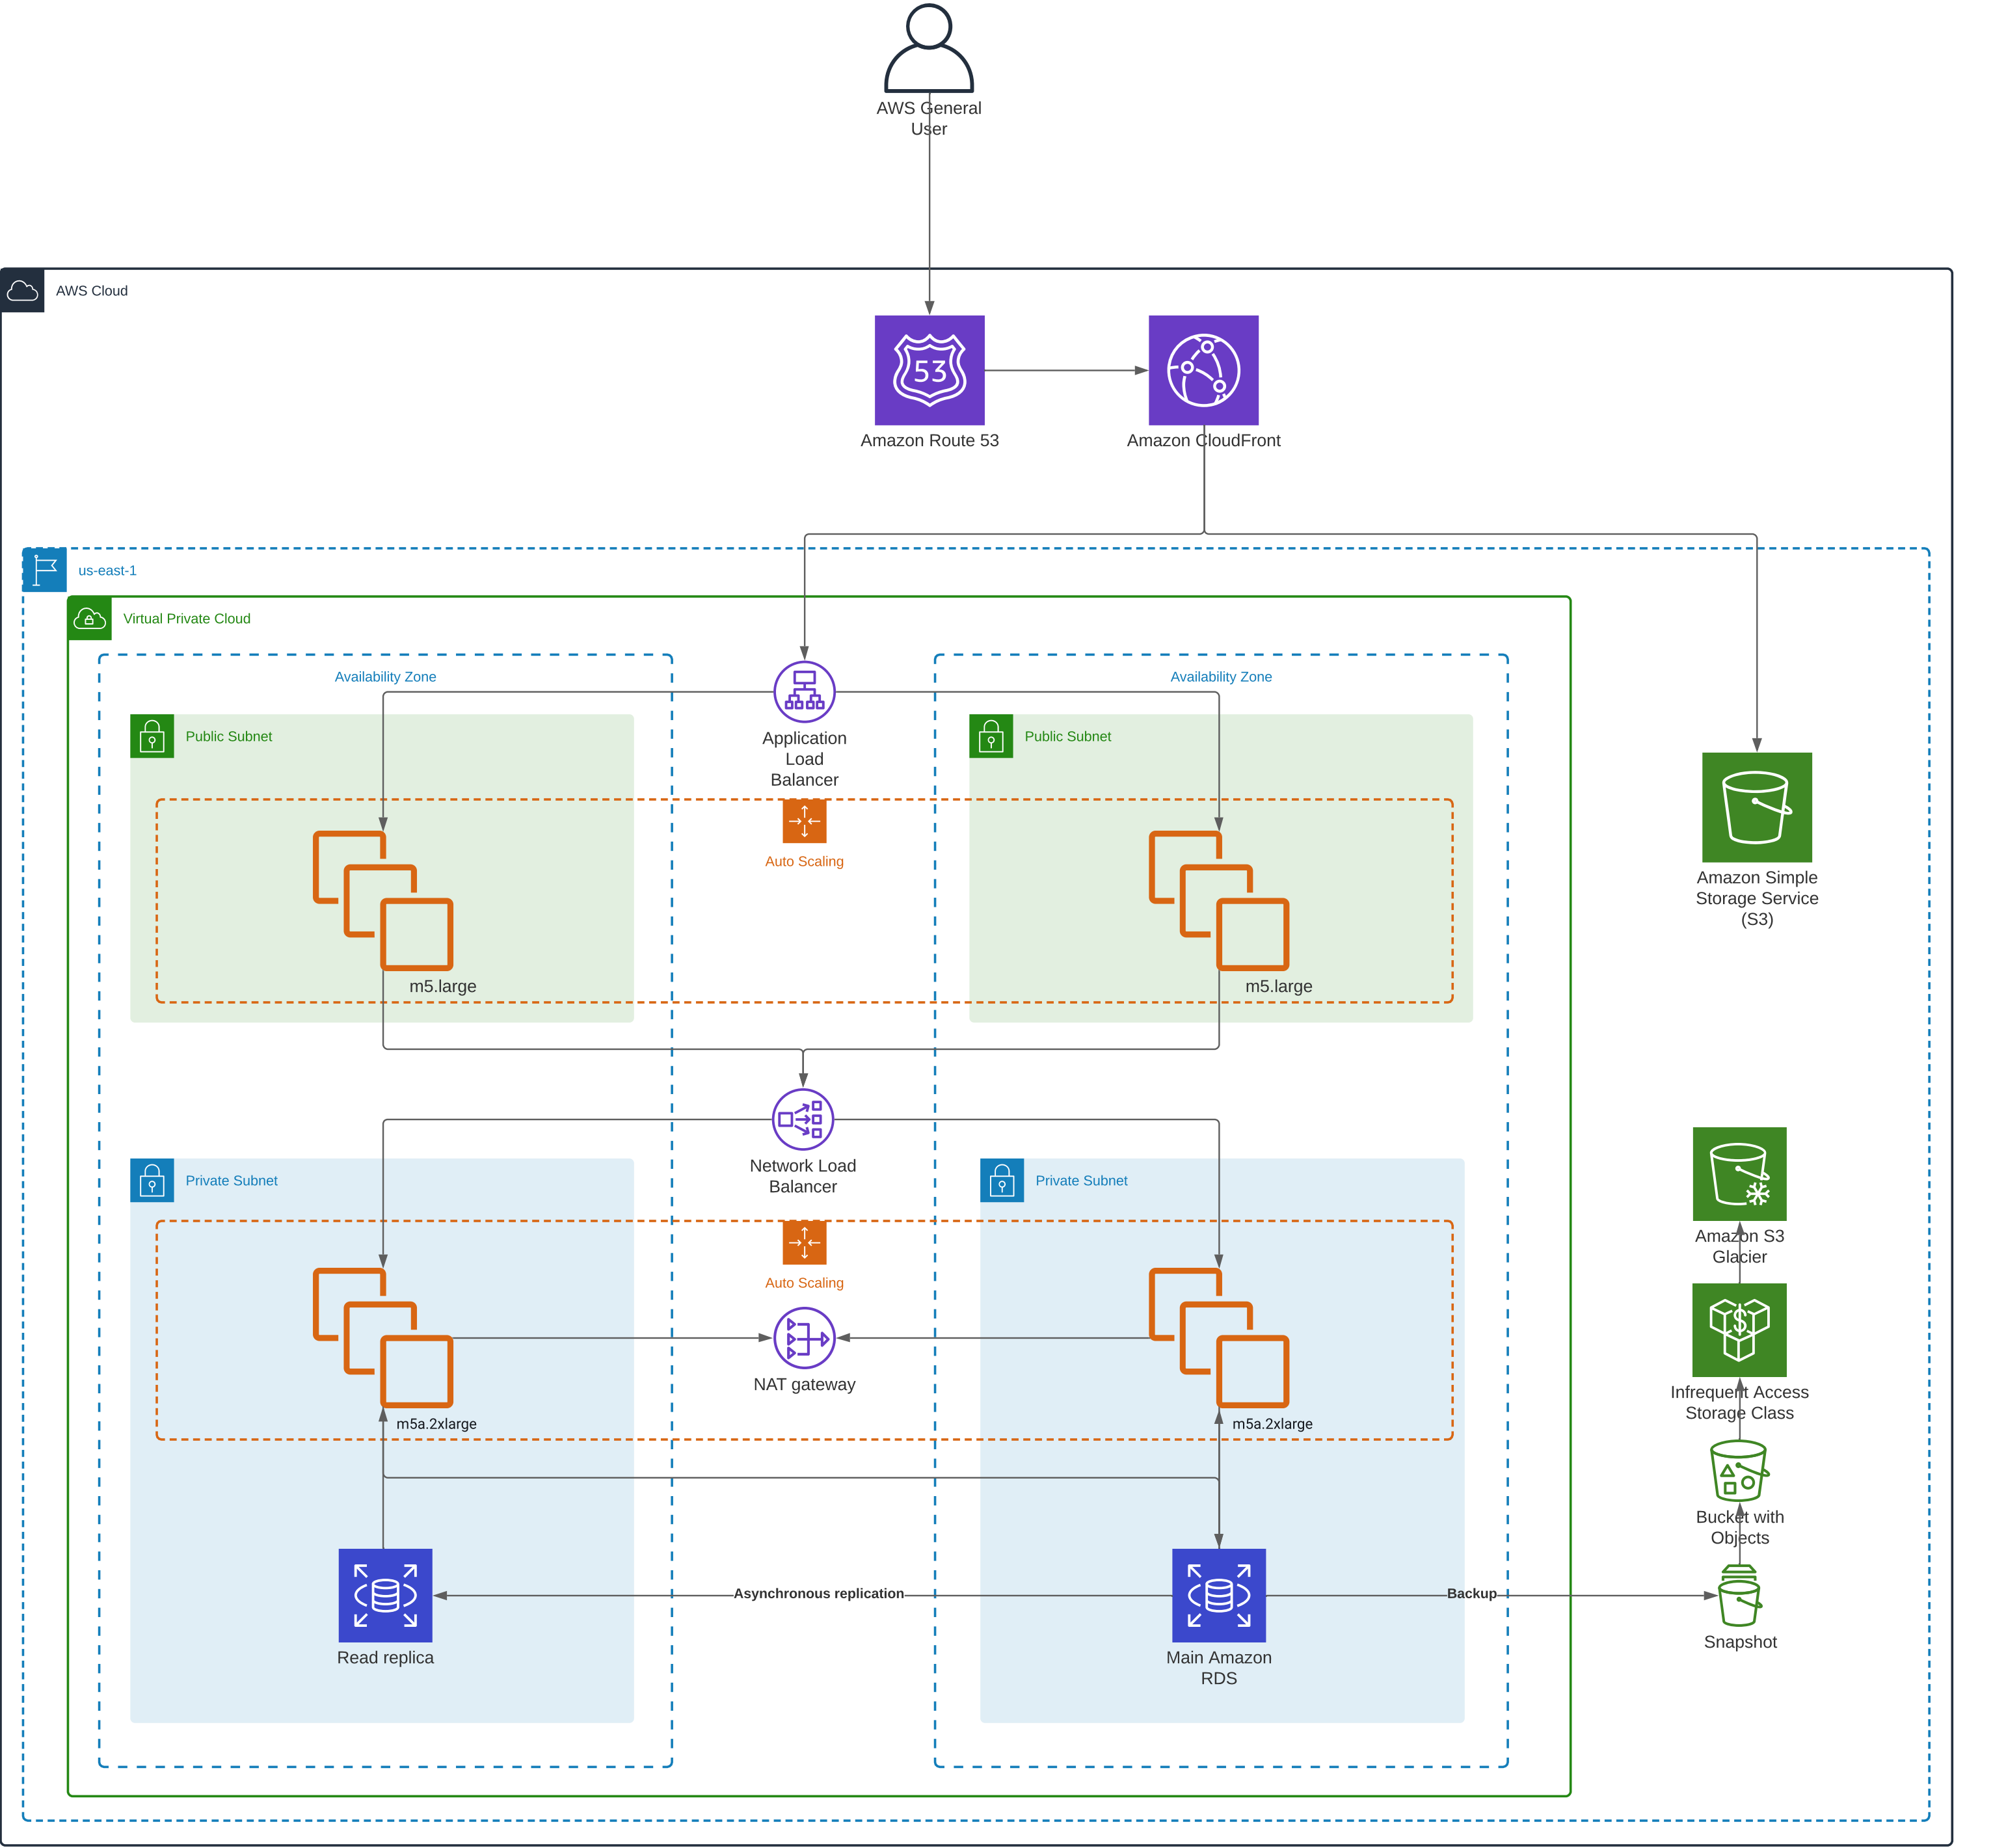 AWS General
User
AWS Cloud
53
Amazon Route 53
Amazon CloudFront
us-east-1
Virtual Private Cloud
Availability Zone
Availability Zone
Public Subnet
Application
Load
Balancer
Public Subnet
Auto Scaling
Amazon Simple
Storage Service
(S3)
m5.large
m5.large
Network Load
Balancer
Private Subnet
Private Subnet
Amazon S3
Glacier
Auto Scaling
$
NAT gateway
Infrequent Access
Storage Class
m5a.2xlarge
m5a.2xlarge
Bucket with
Objects
Asynchronous replication
Backup
Read replica
Main Amazon
RDS
Snapshot